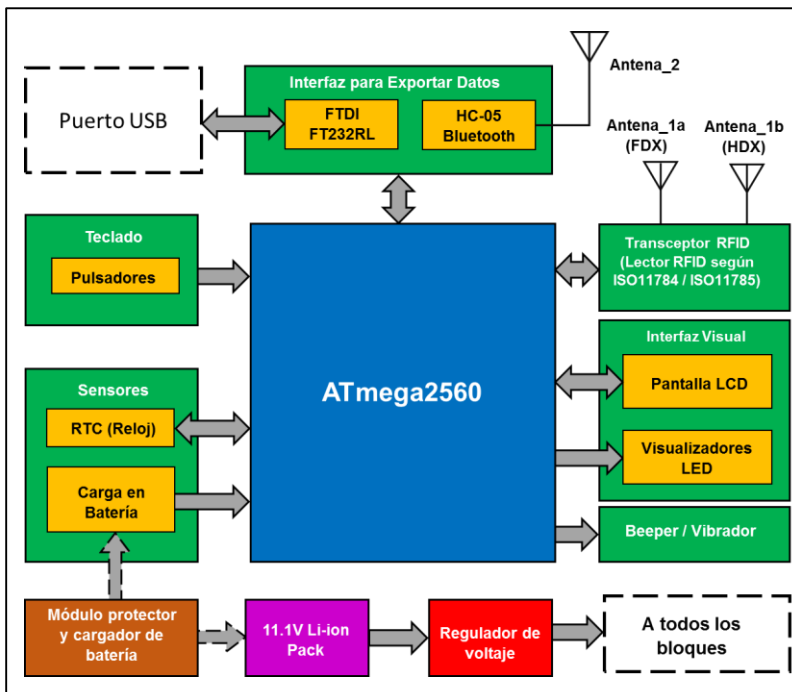 Interfaz para Exportar Datos
Puerto USB
FTDI
FT232RL
HC-05
Bluetooth
Antena_2
Antena_1a
(FDX)
Antena_1b
(HDX)
Teclado
Pulsadores
Transceptor RFID
(Lector RFID según
ISO11784 / ISO11785)
ATmega2560
Interfaz Visual
Pantalla LCD
Visualizadores
LED
Sensores
RTC (Reloj)
Carga en
Batería
Beeper / Vibrador
Módulo protector
y cargador de
batería
11.1V Li-ion
Pack
Regulador de
voltaje
A todos los
bloques